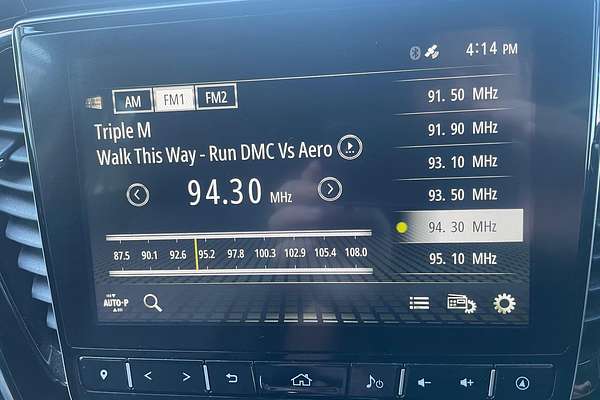 4:14 PM
AM FM1 FM2
Triple M
Walk This Way - Run DMC Vs Aero
94.30 MHz
87.5 90.1 92.6 95.2 97.8 100.3 102.9 105.4 108.0
91.50 MHz
91.90 MHz
93.10 MHz
93.50 MHz
94.30 MHz
95.10 MHz
AUTO-P